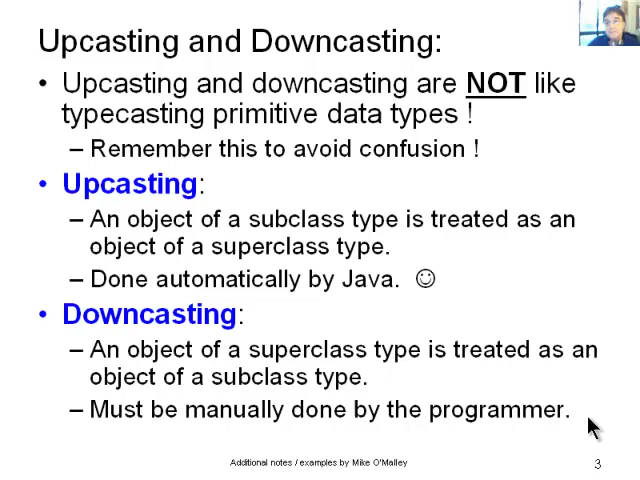 Upcasting and Downcasting:
• Upcasting and downcasting are NOT like
typecasting primitive data types !
– Remember this to avoid confusion !
• Upcasting:
– An object of a subclass type is treated as an
object of a superclass type.
– Done automatically by Java. ☺
• Downcasting:
– An object of a superclass type is treated as an
object of a subclass type.
– Must be manually done by the programmer.
Additional notes / examples by Mike O'Malley
3